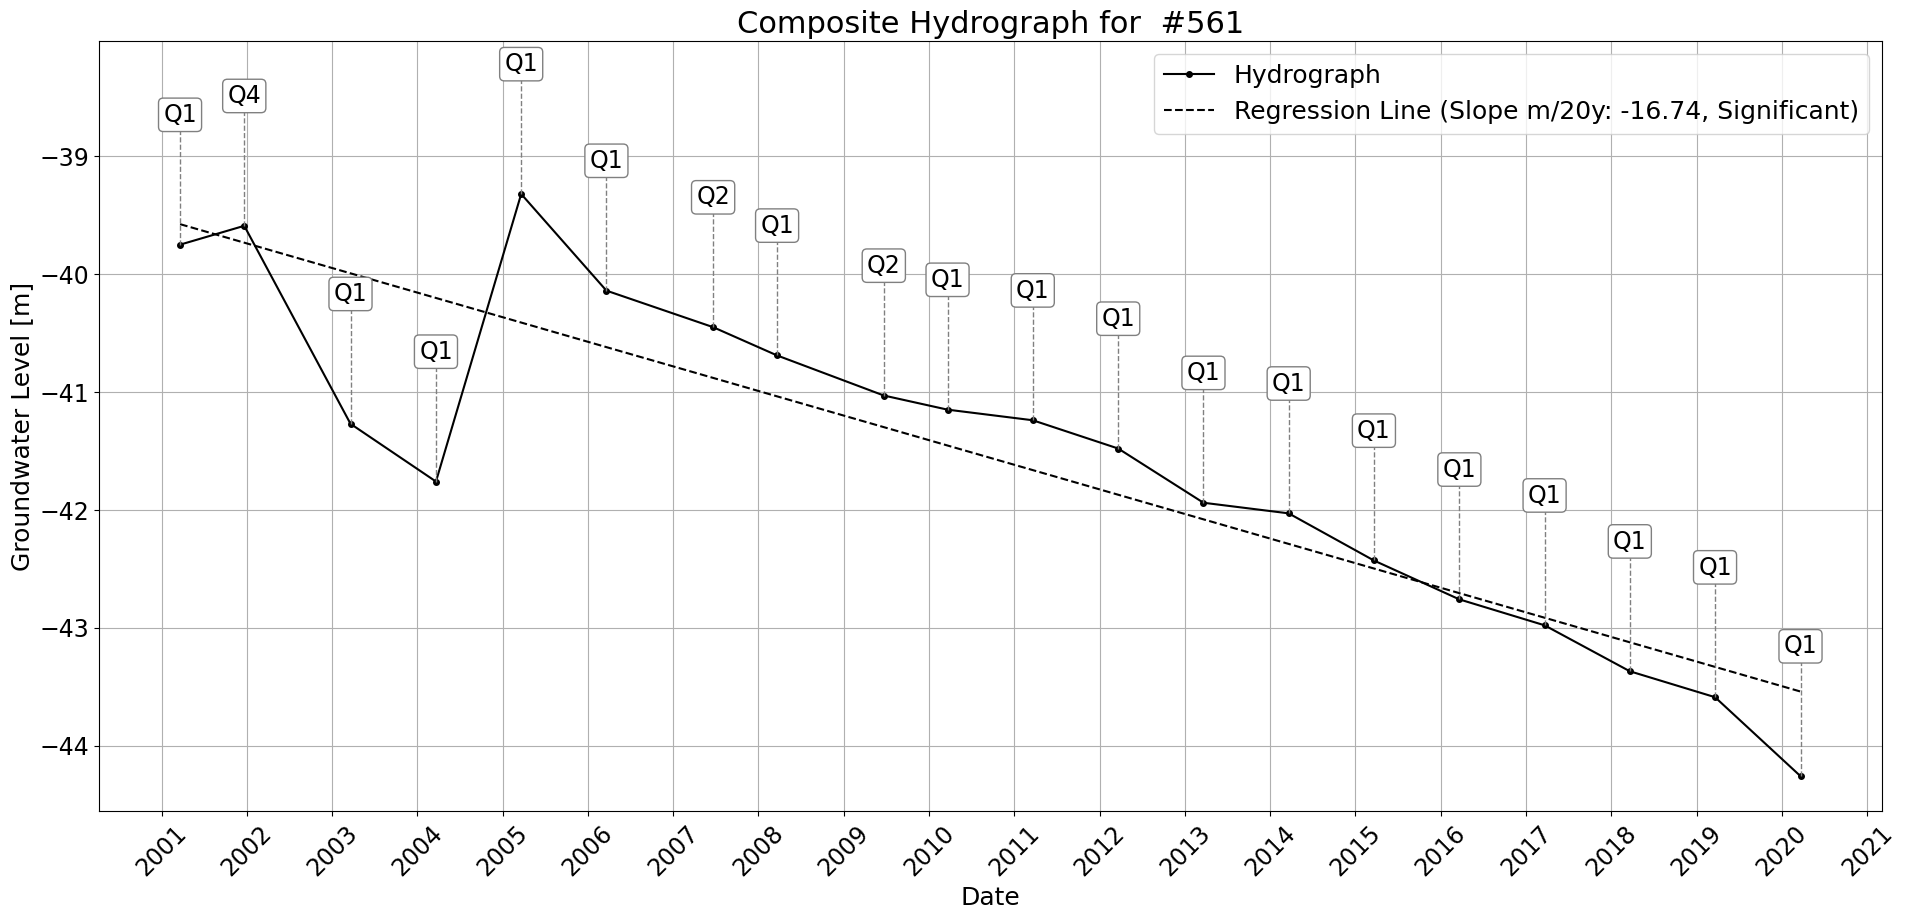 Composite Hydrograph for #561
Hydrograph
Regression Line (Slope m/20y: -16.74, Significant)
Q1
Q4
Q1
Q1
Q1
Q1
Q2
Q1
Q2
Q1
Q1
Q1
Q1
Q1
Q1
Q1
Q1
Q1
Q1
Q1
Groundwater Level [m]
−39
−40
−41
−42
−43
−44
2001
2002
2003
2004
2005
2006
2007
2008
2009
2010
2011
2012
2013
2014
2015
2016
2017
2018
2019
2020
2021
Date